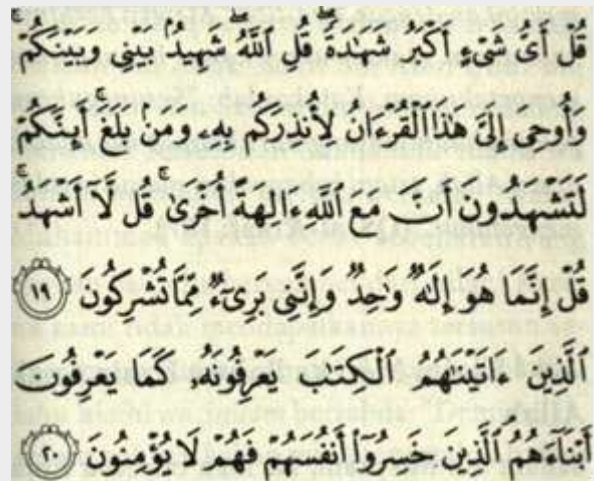 قُلْ أَىُّ شَىْءٍ أَكْبَرُ شَهَٰدَةً ۖ قُلِ ٱللَّهُ ۖ شَهِيدٌۢ بَيْنِى وَبَيْنَكُمْ ۚ
وَأُوحِىَ إِلَىَّ هَٰذَا ٱلْقُرْءَانُ لِأُنذِرَكُم بِهِۦ وَمَنۢ بَلَغَ ۚ أَئِنَّكُمْ
لَتَشْهَدُونَ أَنَّ مَعَ ٱللَّهِ ءَالِهَةً أُخْرَىٰ ۚ قُل لَّآ أَشْهَدُ ۚ
قُلْ إِنَّمَا هُوَ إِلَٰهٌ وَٰحِدٌ وَإِنَّنِى بَرِىٓءٌ مِّمَّا تُشْرِكُونَ ١٩
ٱلَّذِينَ ءَاتَيْنَٰهُمُ ٱلْكِتَٰبَ يَعْرِفُونَهُۥ كَمَا يَعْرِفُونَ
أَبْنَآءَهُمُ ٱلَّذِينَ خَسِرُوٓا۟ أَنفُسَهُمْ فَهُمْ لَا يُؤْمِنُونَ ٢٠